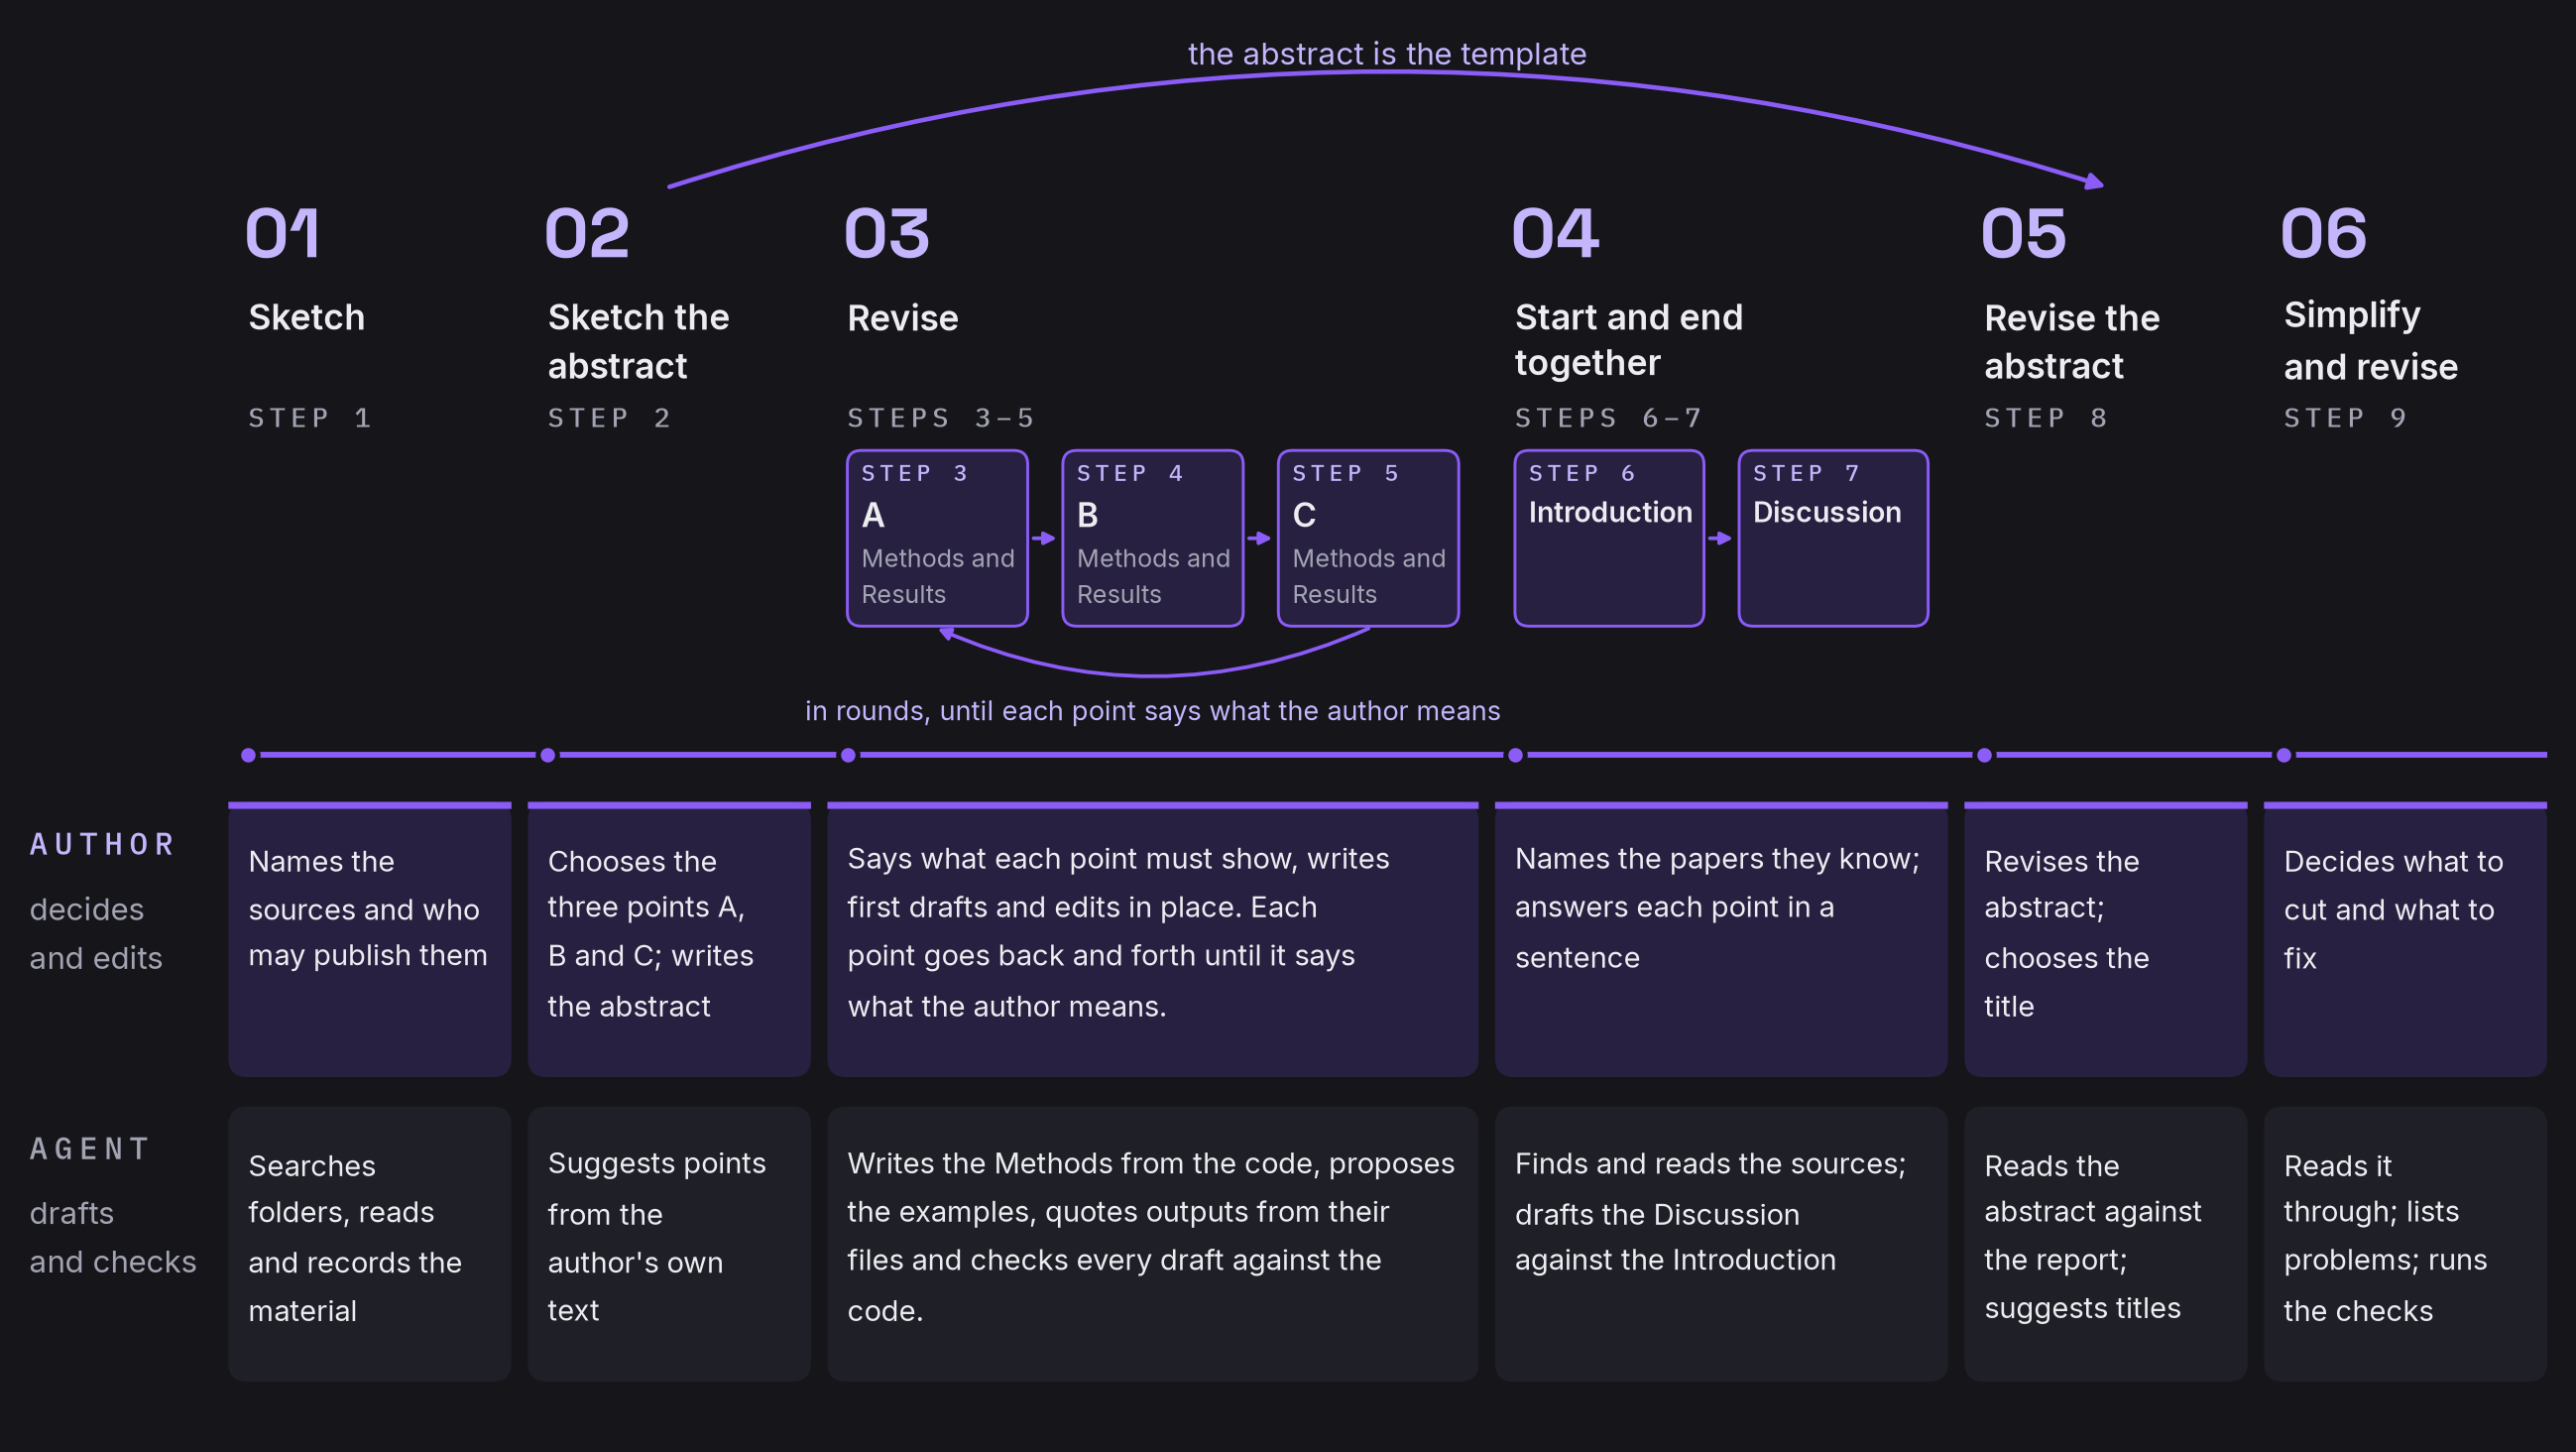 the abstract is the template
01
Sketch
STEP 1
02
Sketch the
abstract
STEP 2
03
Revise
STEPS 3–5
STEP 3
A
Methods and
Results
STEP 4
B
Methods and
Results
STEP 5
C
Methods and
Results
in rounds, until each point says what the author means
04
Start and end
together
STEPS 6–7
STEP 6
Introduction
STEP 7
Discussion
05
Revise the
abstract
STEP 8
06
Simplify
and revise
STEP 9
AUTHOR
decides
and edits
Names the
sources and who
may publish them
Chooses the
three points A,
B and C; writes
the abstract
Says what each point must show, writes
first drafts and edits in place. Each
point goes back and forth until it says
what the author means.
Names the papers they know;
answers each point in a
sentence
Revises the
abstract;
chooses the
title
Decides what to
cut and what to
fix
AGENT
drafts
and checks
Searches
folders, reads
and records the
material
Suggests points
from the
author's own
text
Writes the Methods from the code, proposes
the examples, quotes outputs from their
files and checks every draft against the
code.
Finds and reads the sources;
drafts the Discussion
against the Introduction
Reads the
abstract against
the report;
suggests titles
Reads it
through; lists
problems; runs
the checks